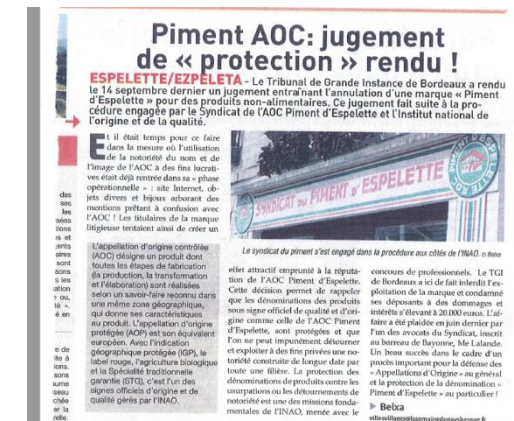 Piment AOC: jugement
de « protection » rendu !
ESPELETTE/EZPELETA - Le Tribunal de Grande Instance de Bordeaux a rendu
le 14 septembre dernier un jugement entraînant l'annulation d'une marque « Piment
d'Espelette » pour des produits non-alimentaires. Ce jugement fait suite à la pro-
cédure engagée par le Syndicat de l'AOC Piment d'Espelette et l'Institut national de
l'origine et de la qualité.
Et il était temps pour ce faire
dans la mesure où l'utilisation
de la notoriété du nom et de
l'image de l'AOC à des fins lucrati-
ves était déjà rentrée dans sa « phase
opérationnelle » : site Internet, ob-
jets divers et bijoux arborant des
mentions prêtant à confusion avec
l'AOC ! Les titulaires de la marque
litigieuse tentaient ainsi de créer un
L'appellation d'origine contrôlée
(AOC) désigne un produit dont
toutes les étapes de fabrication
(la production, la transformation
et l'élaboration) sont réalisées
selon un savoir-faire reconnu dans
une même zone géographique,
qui donne ses caractéristiques
au produit. L'appellation d'origine
protégée (AOP) est son équivalent
européen. Avec l'indication
géographique protégée (IGP), le
label rouge, l'agriculture biologique
et la Spécialité traditionnelle
garantie (STG), c'est l'un des
signes officiels d'origine et de
qualité gérés par l'INAO.
SYNDICAT DU PIMENT D'ESPELETTE
Le syndicat du piment s'est engagé dans la procédure aux côtés de l'INAO. © Beixa
effet attractif emprunté à la réputa-
tion de l'AOC Piment d'Espelette.
Cette décision permet de rappeler
que les dénominations des produits
sous signe officiel de qualité et d'ori-
gine comme celle de l'AOC Piment
d'Espelette, sont protégées et que
l'on ne peut impunément détourner
et exploiter à des fins privées une no-
toriété construite de longue date par
toute une filière. La protection des
dénominations de produits contre les
usurpations ou les détournements de
notoriété est une des missions fonda-
mentales de l'INAO, menée avec le
concours de professionnels. Le TGI
de Bordeaux a ici de fait interdit l'ex-
ploitation de la marque et condamné
ses déposants à des dommages et
intérêts s'élevant à 20.000 euros. L'af-
faire a été plaidée en juin dernier par
l'un des avocats du Syndicat, inscrit
au barreau de Bayonne, Me Lalande.
Un beau succès dans le cadre d'un
procès important pour la défense des
« Appellations d'Origine » au général
et la protection de la dénomination «
Piment d'Espelette » au particulier !
Beixa